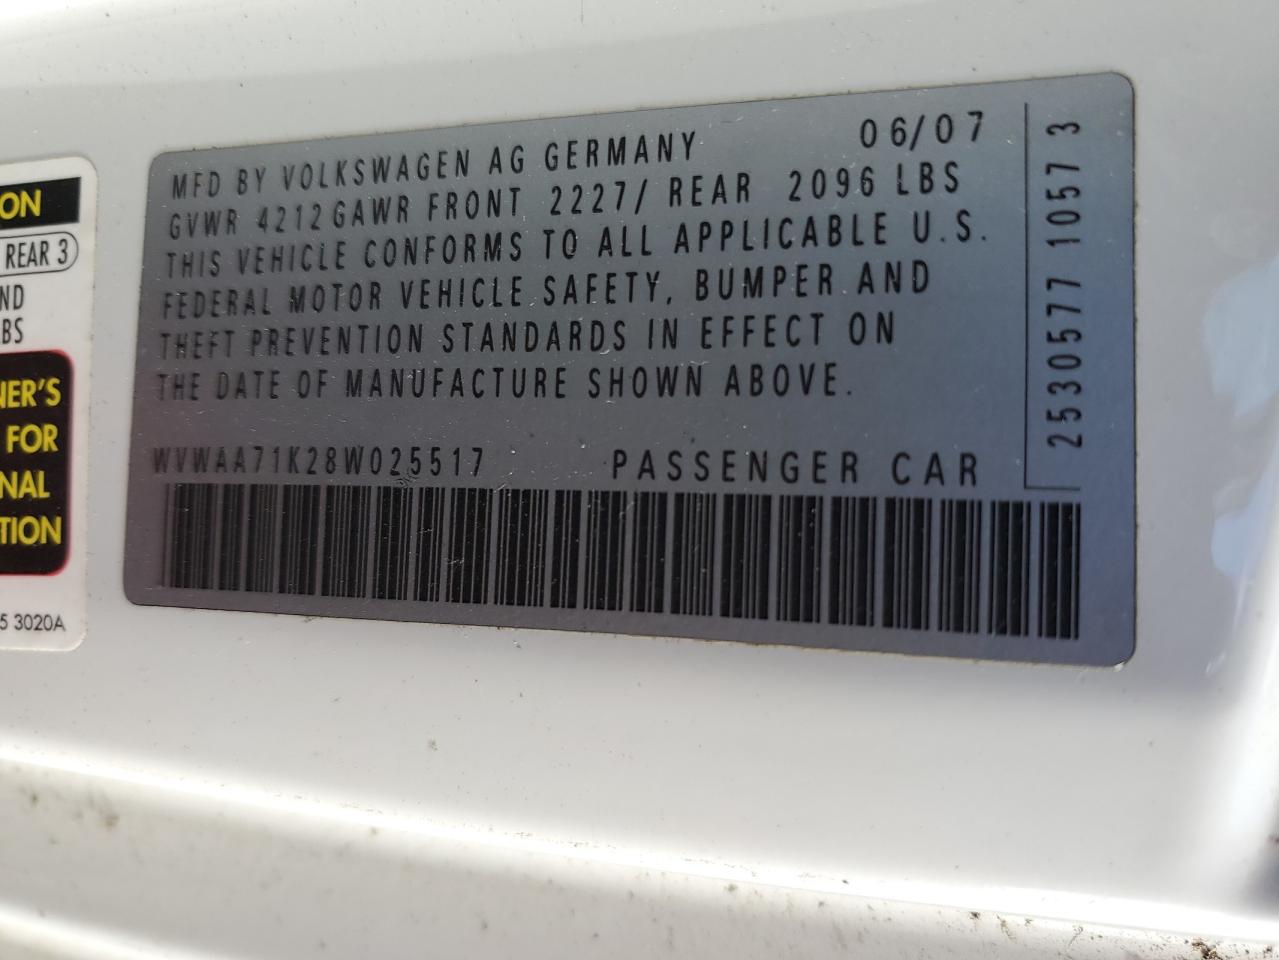 ON
REAR 3
ND
BS
NER'S
FOR
NAL
TION
5 3020A
MFD BY VOLKSWAGEN AG GERMANY 06/07
GVWR 4212 GAWR FRONT 2227/ REAR 2096 LBS
THIS VEHICLE CONFORMS TO ALL APPLICABLE U.S.
FEDERAL MOTOR VEHICLE SAFETY, BUMPER AND
THEFT PREVENTION STANDARDS IN EFFECT ON
THE DATE OF MANUFACTURE SHOWN ABOVE.
WVWAA71K28W025517 PASSENGER CAR
2530577 10573